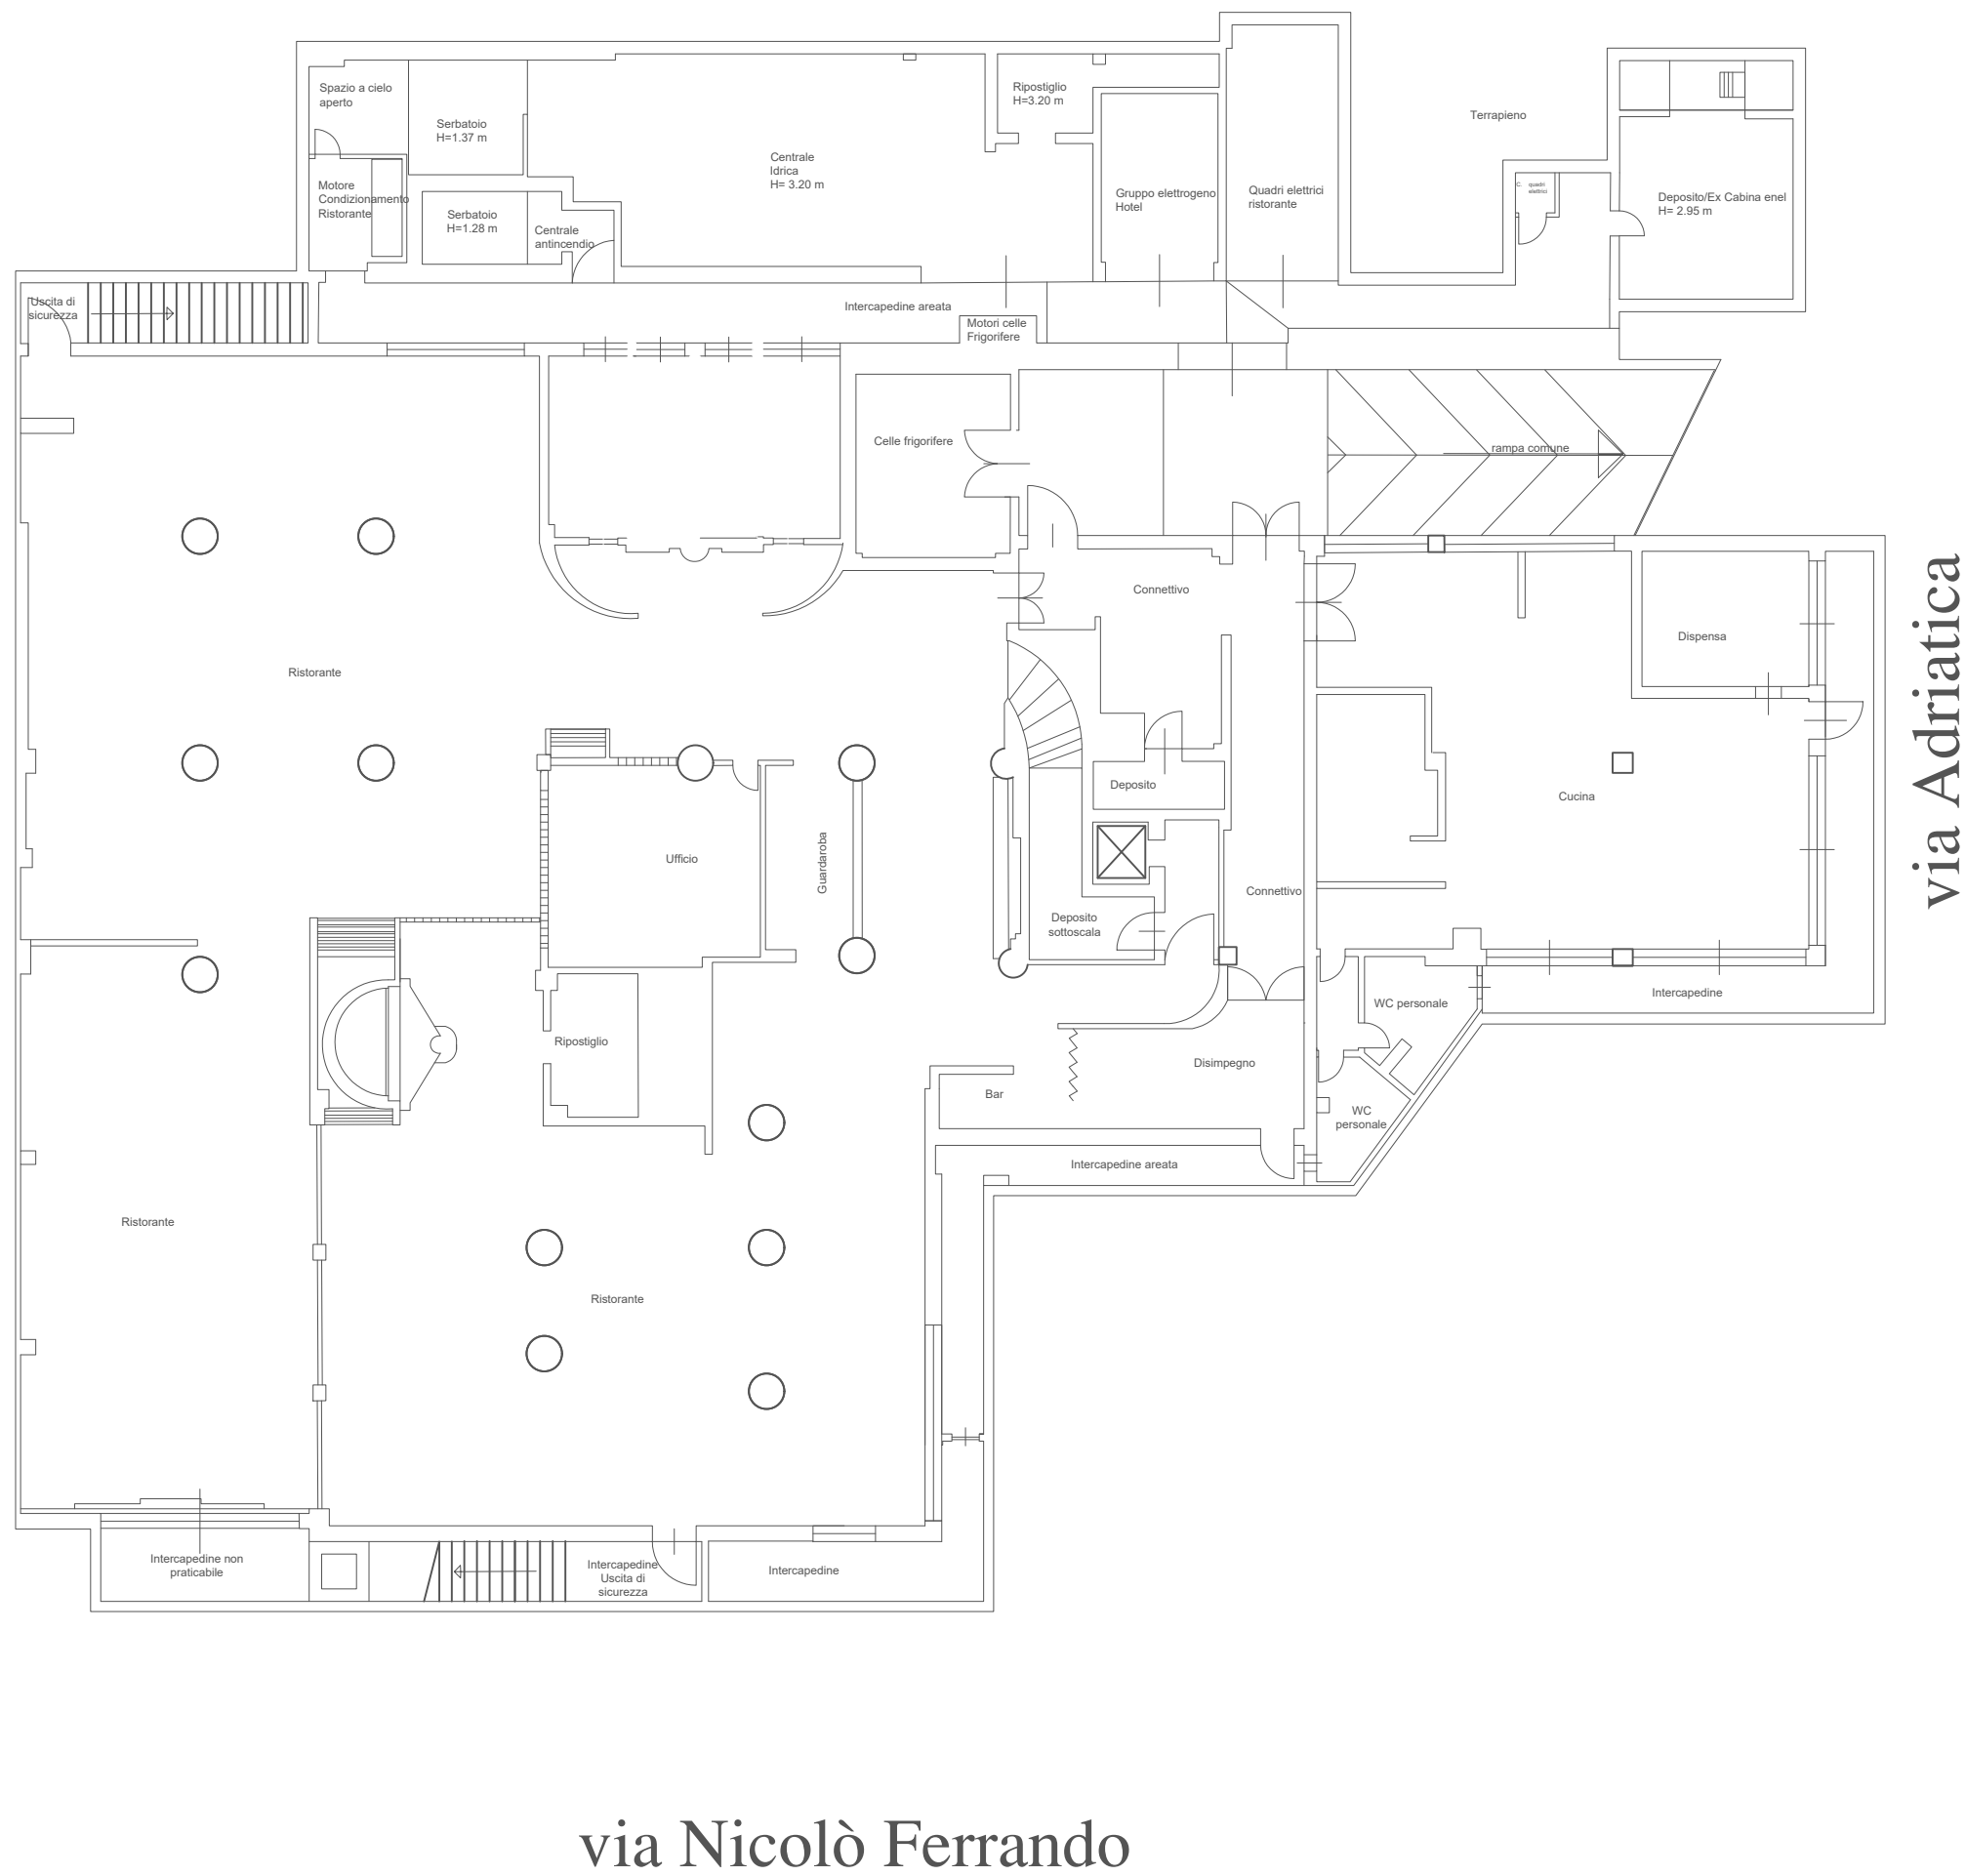 Spazio a cielo
aperto
Serbatoio
H=1.37 m
Centrale
Idrica
H= 3.20 m
Ripostiglio
H=3.20 m
Terrapieno
Motore
Condizionamento
Ristorante
Serbatoio
H=1.28 m
Centrale
antincendio
Gruppo elettrogeno
Hotel
Quadri elettrici
ristorante
C. quadri
elettrici
Deposito/Ex Cabina enel
H= 2.95 m
Uscita di
sicurezza
Intercapedine areata
Motori celle
Frigorifere
Celle frigorifere
rampa comune
Connettivo
Dispensa
Ristorante
Deposito
Cucina
Ufficio
Guardaroba
Connettivo
Deposito
sottoscala
via Adriatica
Intercapedine
WC personale
Ripostiglio
Disimpegno
Bar
WC
personale
Intercapedine areata
Ristorante
Ristorante
Intercapedine non
praticabile
Intercapedine
Uscita di
sicurezza
Intercapedine
via Nicolò Ferrando